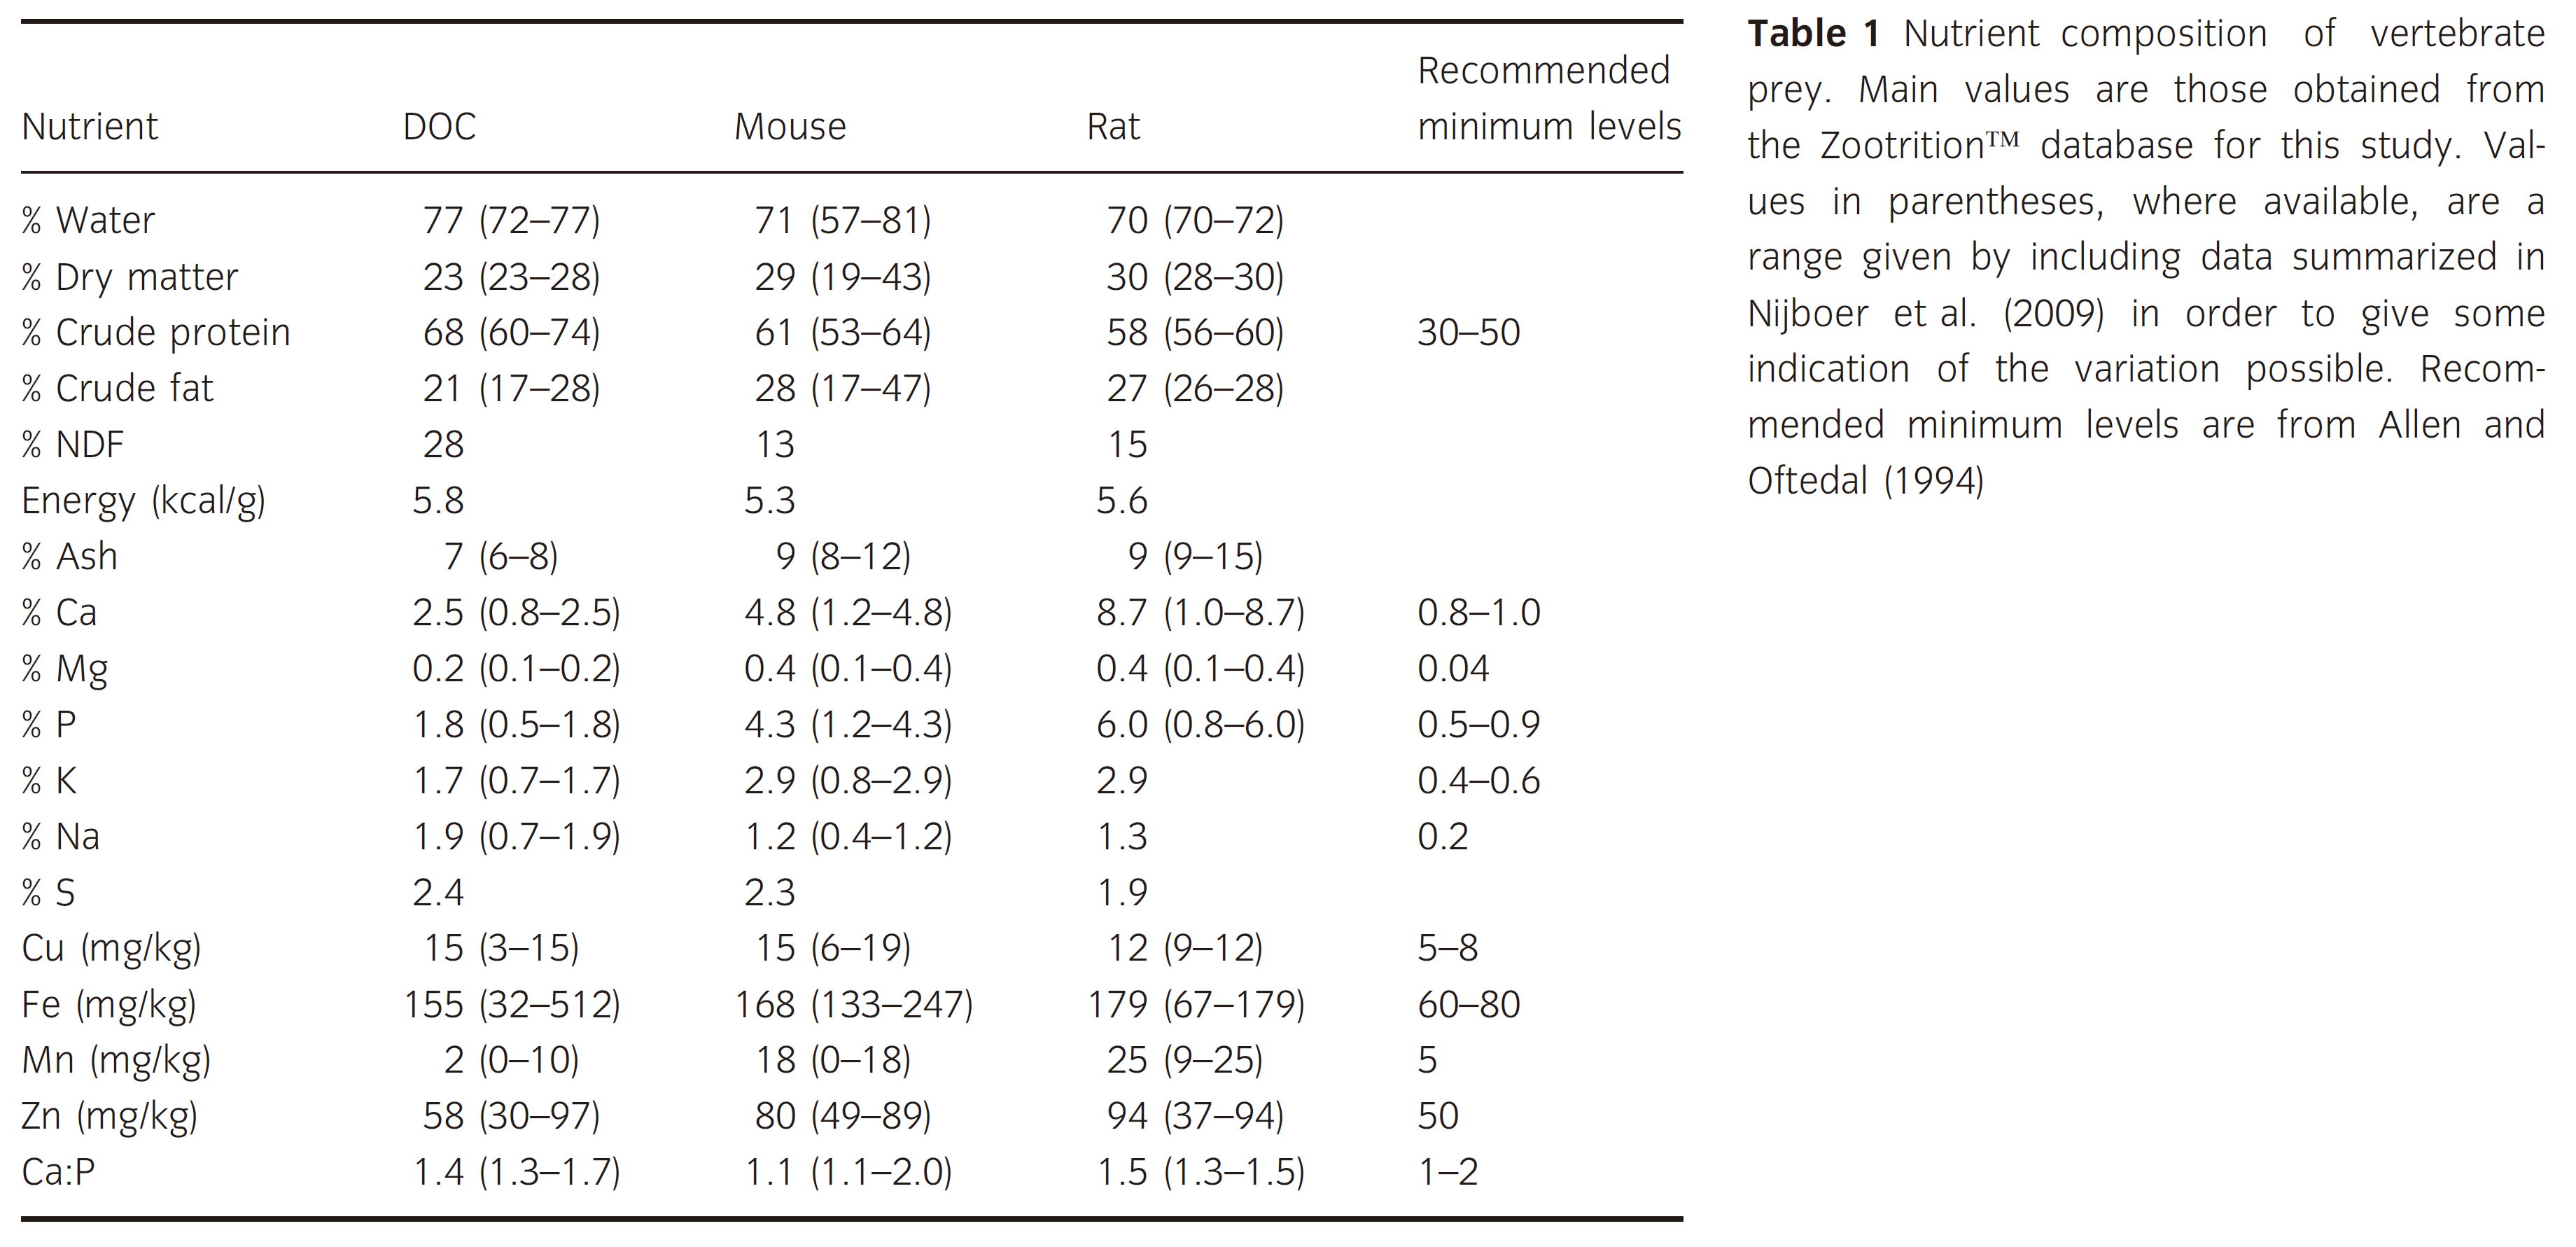 Nutrient DOC Mouse Rat Recommended
minimum levels
% Water 77 (72–77) 71 (57–81) 70 (70–72)
% Dry matter 23 (23–28) 29 (19–43) 30 (28–30)
% Crude protein 68 (60–74) 61 (53–64) 58 (56–60) 30–50
% Crude fat 21 (17–28) 28 (17–47) 27 (26–28)
% NDF 28 13 15
Energy (kcal/g) 5.8 5.3 5.6
% Ash 7 (6–8) 9 (8–12) 9 (9–15)
% Ca 2.5 (0.8–2.5) 4.8 (1.2–4.8) 8.7 (1.0–8.7) 0.8–1.0
% Mg 0.2 (0.1–0.2) 0.4 (0.1–0.4) 0.4 (0.1–0.4) 0.04
% P 1.8 (0.5–1.8) 4.3 (1.2–4.3) 6.0 (0.8–6.0) 0.5–0.9
% K 1.7 (0.7–1.7) 2.9 (0.8–2.9) 2.9 0.4–0.6
% Na 1.9 (0.7–1.9) 1.2 (0.4–1.2) 1.3 0.2
% S 2.4 2.3 1.9
Cu (mg/kg) 15 (3–15) 15 (6–19) 12 (9–12) 5–8
Fe (mg/kg) 155 (32–512) 168 (133–247) 179 (67–179) 60–80
Mn (mg/kg) 2 (0–10) 18 (0–18) 25 (9–25) 5
Zn (mg/kg) 58 (30–97) 80 (49–89) 94 (37–94) 50
Ca:P 1.4 (1.3–1.7) 1.1 (1.1–2.0) 1.5 (1.3–1.5) 1–2
Table 1 Nutrient composition of vertebrate
prey. Main values are those obtained from
the Zootrition™ database for this study. Val-
ues in parentheses, where available, are a
range given by including data summarized in
Nijboer et al. (2009) in order to give some
indication of the variation possible. Recom-
mended minimum levels are from Allen and
Oftedal (1994)